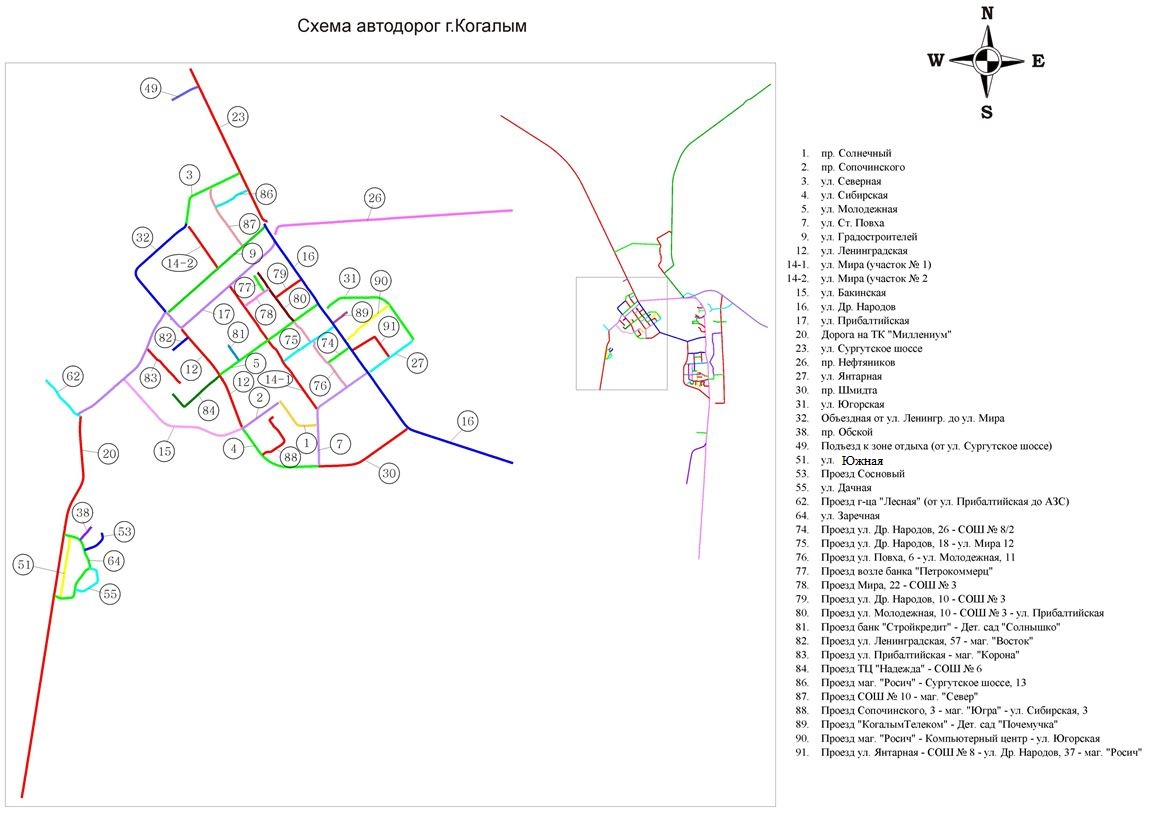 Схема автодорог г.Когалым
N
W E
S
49
23
3
86
26
87
32
9
16
14-2
79
31
90
77
80
78
89
17
81
91
82
75
74
5
27
12
83
62
12
14-1
76
2
84
16
1
4
7
15
88
20
30
38
53
64
51
55
1. пр. Солнечный
2. пр. Сопочинского
3. ул. Северная
4. ул. Сибирская
5. ул. Молодежная
7. ул. Ст. Повха
9. ул. Градостроителей
12. ул. Ленинградская
14-1. ул. Мира (участок № 1)
14-2. ул. Мира (участок № 2
15. ул. Бакинская
16. ул. Др. Народов
17. ул. Прибалтийская
20. Дорога на ТК "Миллениум"
23. ул. Сургутское шоссе
26. пр. Нефтяников
27. ул. Янтарная
30. пр. Шмидта
31. ул. Югорская
32. Объездная от ул. Ленингр. до ул. Мира
38. пр. Обской
49. Подъезд к зоне отдыха (от ул. Сургутское шоссе)
51. ул. Южная
53. Проезд Сосновый
55. ул. Дачная
62. Проезд г-ца "Лесная" (от ул. Прибалтийская до АЗС)
64. ул. Заречная
74. Проезд ул. Др. Народов, 26 - СОШ № 8/2
75. Проезд ул. Др. Народов, 18 - ул. Мира 12
76. Проезд ул. Повха, 6 - ул. Молодежная, 11
77. Проезд возле банка "Петрокоммерц"
78. Проезд Мира, 22 - СОШ № 3
79. Проезд ул. Др. Народов, 10 - СОШ № 3
80. Проезд ул. Молодежная, 10 - СОШ № 3 - ул. Прибалтийская
81. Проезд банк "Стройкредит" - Дет. сад "Солнышко"
82. Проезд ул. Ленинградская, 57 - маг. "Восток"
83. Проезд ул. Прибалтийская - маг. "Корона"
84. Проезд ТЦ "Надежда" - СОШ № 6
86. Проезд маг. "Росич" - Сургутское шоссе, 13
87. Проезд СОШ № 10 - маг. "Север"
88. Проезд Сопочинского, 3 - маг. "Югра" - ул. Сибирская, 3
89. Проезд "КогалымТелеком" - Дет. сад "Почемучка"
90. Проезд маг. "Росич" - Компьютерный центр - ул. Югорская
91. Проезд ул. Янтарная - СОШ № 8 - ул. Др. Народов, 37 - маг. "Росич"